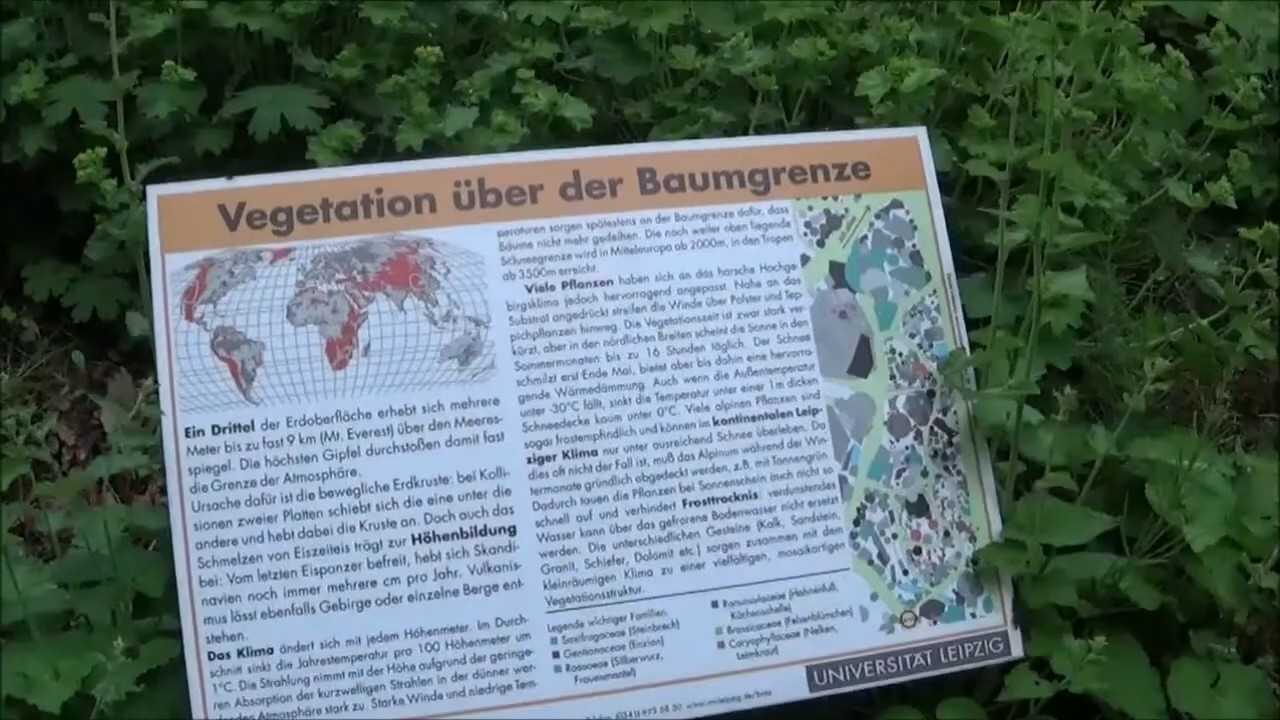 Vegetation über der Baumgrenze
Ein Drittel der Erdoberfläche erhebt sich mehrere
Meter bis zu fast 9 km (Mt. Everest) über den Meeres-
spiegel. Die höchsten Gipfel durchstoßen damit fast
die Grenze der Atmosphäre.
Ursache dafür ist die bewegliche Erdkruste: bei Kolli-
sionen zweier Platten schiebt sich die eine unter die
andere und hebt dabei die Kruste an. Doch auch das
Schmelzen von Eiszeiteis trägt zur Höhenbildung
bei: Vom letzten Eispanzer befreit, hebt sich Skandi-
navien noch immer mehrere cm pro Jahr. Vulkanis-
mus lässt ebenfalls Gebirge oder einzelne Berge ent-
stehen.
Das Klima ändert sich mit jedem Höhenmeter. Im Durch-
schnitt sinkt die Jahrestemperatur pro 100 Höhenmeter um
1°C. Die Strahlung nimmt mit der Höhe aufgrund der geringe-
ren Absorption der kurzwelligen Strahlen in der dünner wer-
denden Atmosphäre stark zu. Starke Winde und niedrige Tem-
peraturen sorgen spätestens an der Baumgrenze dafür, dass
Bäume nicht mehr gedeihen. Die noch weiter oben liegende
Schneegrenze wird in Mitteleuropa ab 2000m, in den Tropen
ab 3500m erreicht.
Viele Pflanzen haben sich an das harsche Hochge-
birgsklima jedoch hervorragend angepasst. Nahe an das
Substrat angedrückt streifen die Winde über Polster und Tep-
pichpflanzen hinweg. Die Vegetationszeit ist zwar stark ver-
kürzt, aber in den nördlichen Breiten scheint die Sonne in den
Sommermonaten bis zu 16 Stunden täglich. Der Schnee
schmilzt erst Ende Mai, bietet aber bis dahin eine hervorra-
gende Wärmedämmung. Auch wenn die Außentemperatur
unter -30°C fällt, sinkt die Temperatur unter einer 1m dicken
Schneedecke kaum unter 0°C. Viele alpinen Pflanzen sind
sogar frostempfindlich und können im kontinentalen Leip-
ziger Klima nur unter ausreichend Schnee überleben. Da
dies oft nicht der Fall ist, muß das Alpinum während der Win-
termonate gründlich abgedeckt werden, z.B. mit Tannengrün.
Dadurch tauen die Pflanzen bei Sonnenschein nicht so
schnell auf und verhindert Frosttrocknis: verdunstetes
Wasser kann über das gefrorene Bodenwasser nicht ersetzt
werden. Die unterschiedlichen Gesteine (Kalk, Sandstein,
Granit, Schiefer, Dolomit etc.) sorgen zusammen mit dem
kleinräumigen Klima zu einer vielfältigen, mosaikartigen
Vegetationsstruktur.
Legende wichtiger Familien:
Saxifragaceae (Steinbrech)
Gentianaceae (Enzian)
Rosaceae (Silberwurz,
Frauenmantel)
Ranunculaceae (Hahnenfuß,
Küchenschelle)
Brassicaceae (Felsenblümchen)
Caryophyllaceae (Nelken,
Leimkraut)
UNIVERSITÄT LEIPZIG